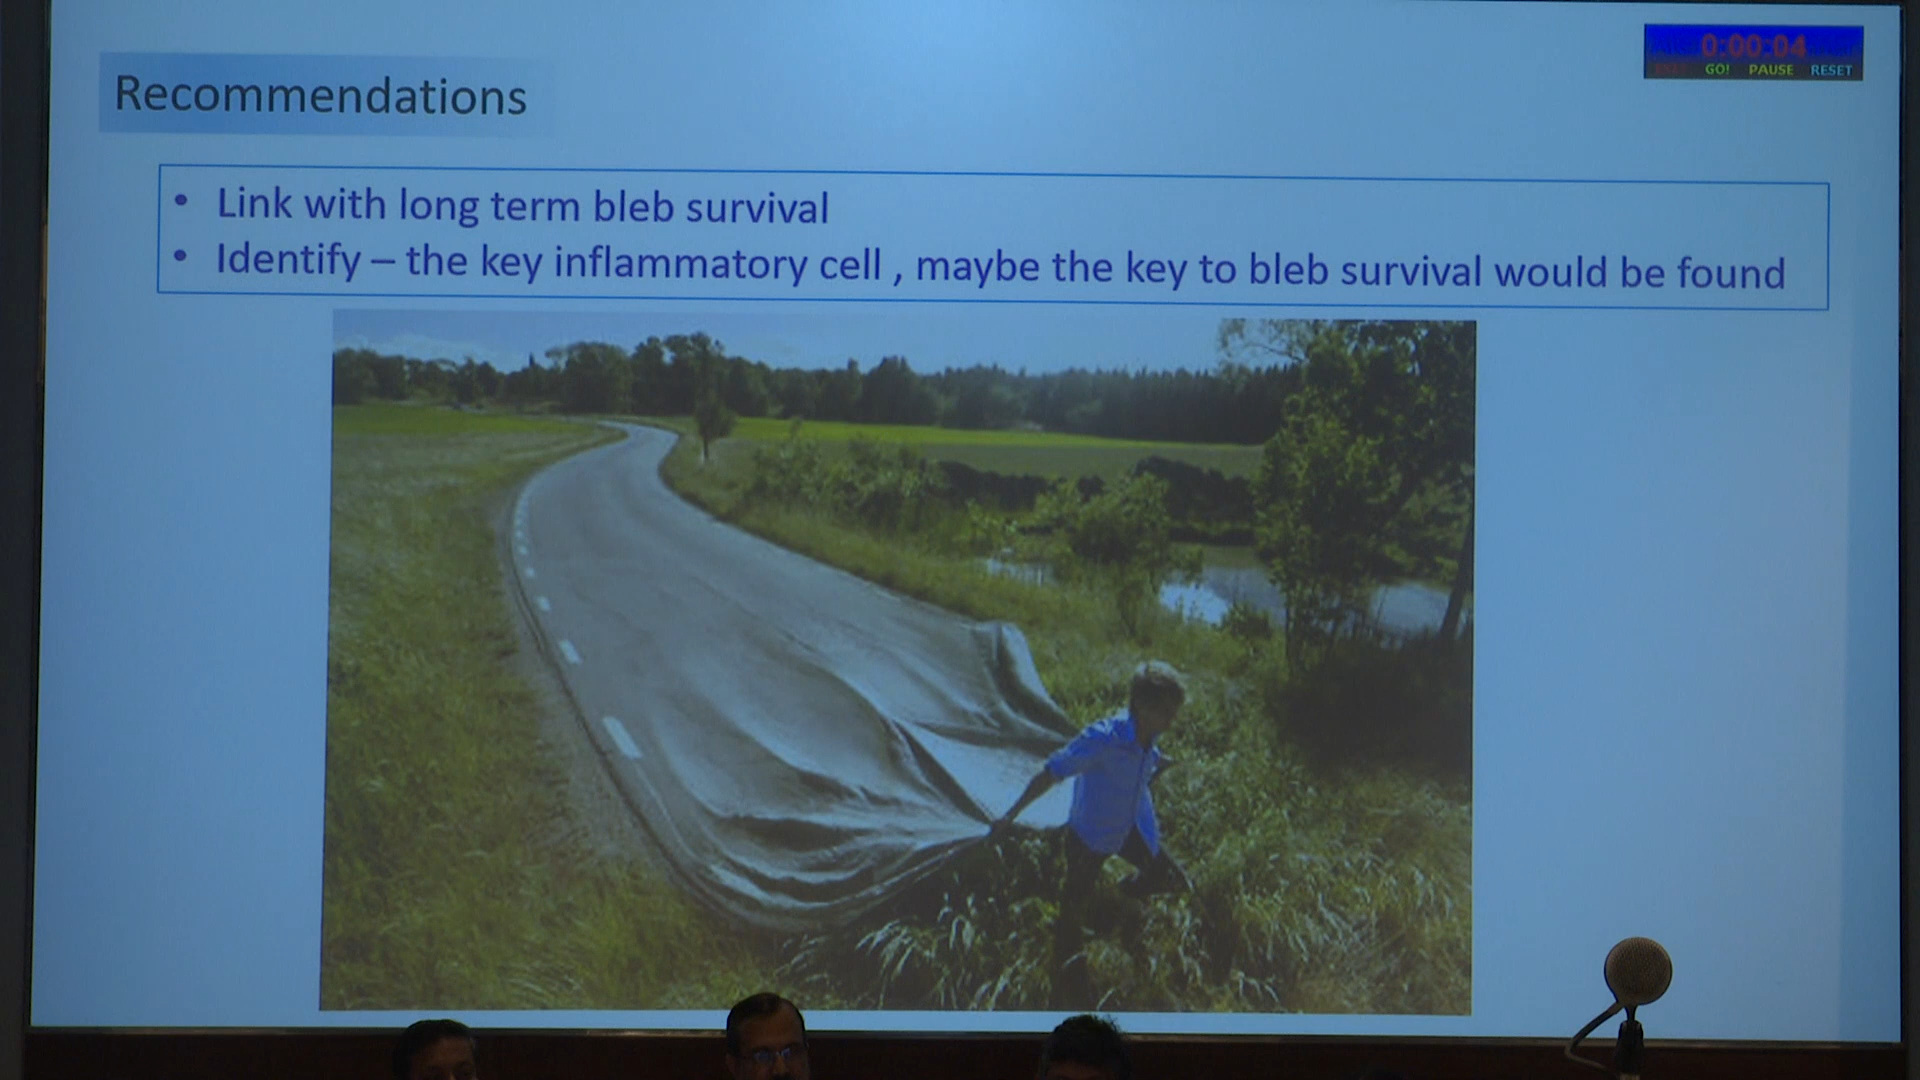 0:00:04
GO! PAUSE RESET
Recommendations
• Link with long term bleb survival
• Identify – the key inflammatory cell , maybe the key to bleb survival would be found